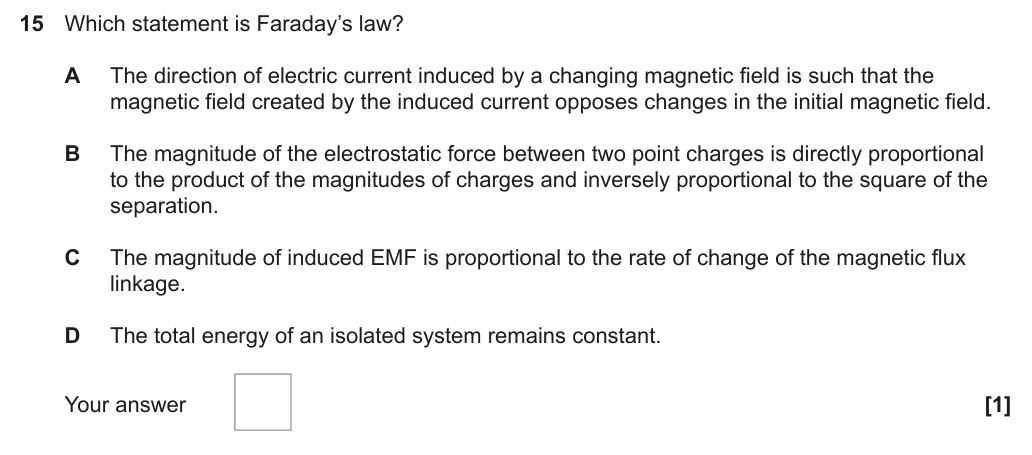 15 Which statement is Faraday’s law?
A The direction of electric current induced by a changing magnetic field is such that the
magnetic field created by the induced current opposes changes in the initial magnetic field.
B The magnitude of the electrostatic force between two point charges is directly proportional
to the product of the magnitudes of charges and inversely proportional to the square of the
separation.
C The magnitude of induced EMF is proportional to the rate of change of the magnetic flux
linkage.
D The total energy of an isolated system remains constant.
Your answer [1]